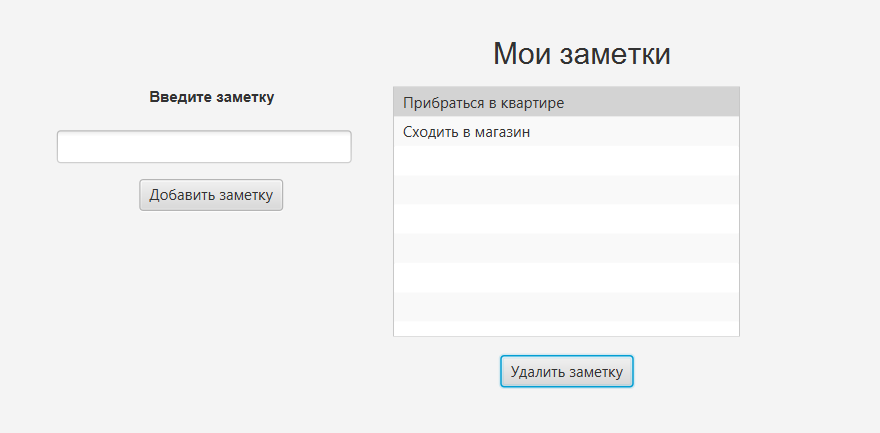 Мои заметки
Введите заметку
Прибраться в квартире
Сходить в магазин
Добавить заметку
Удалить заметку